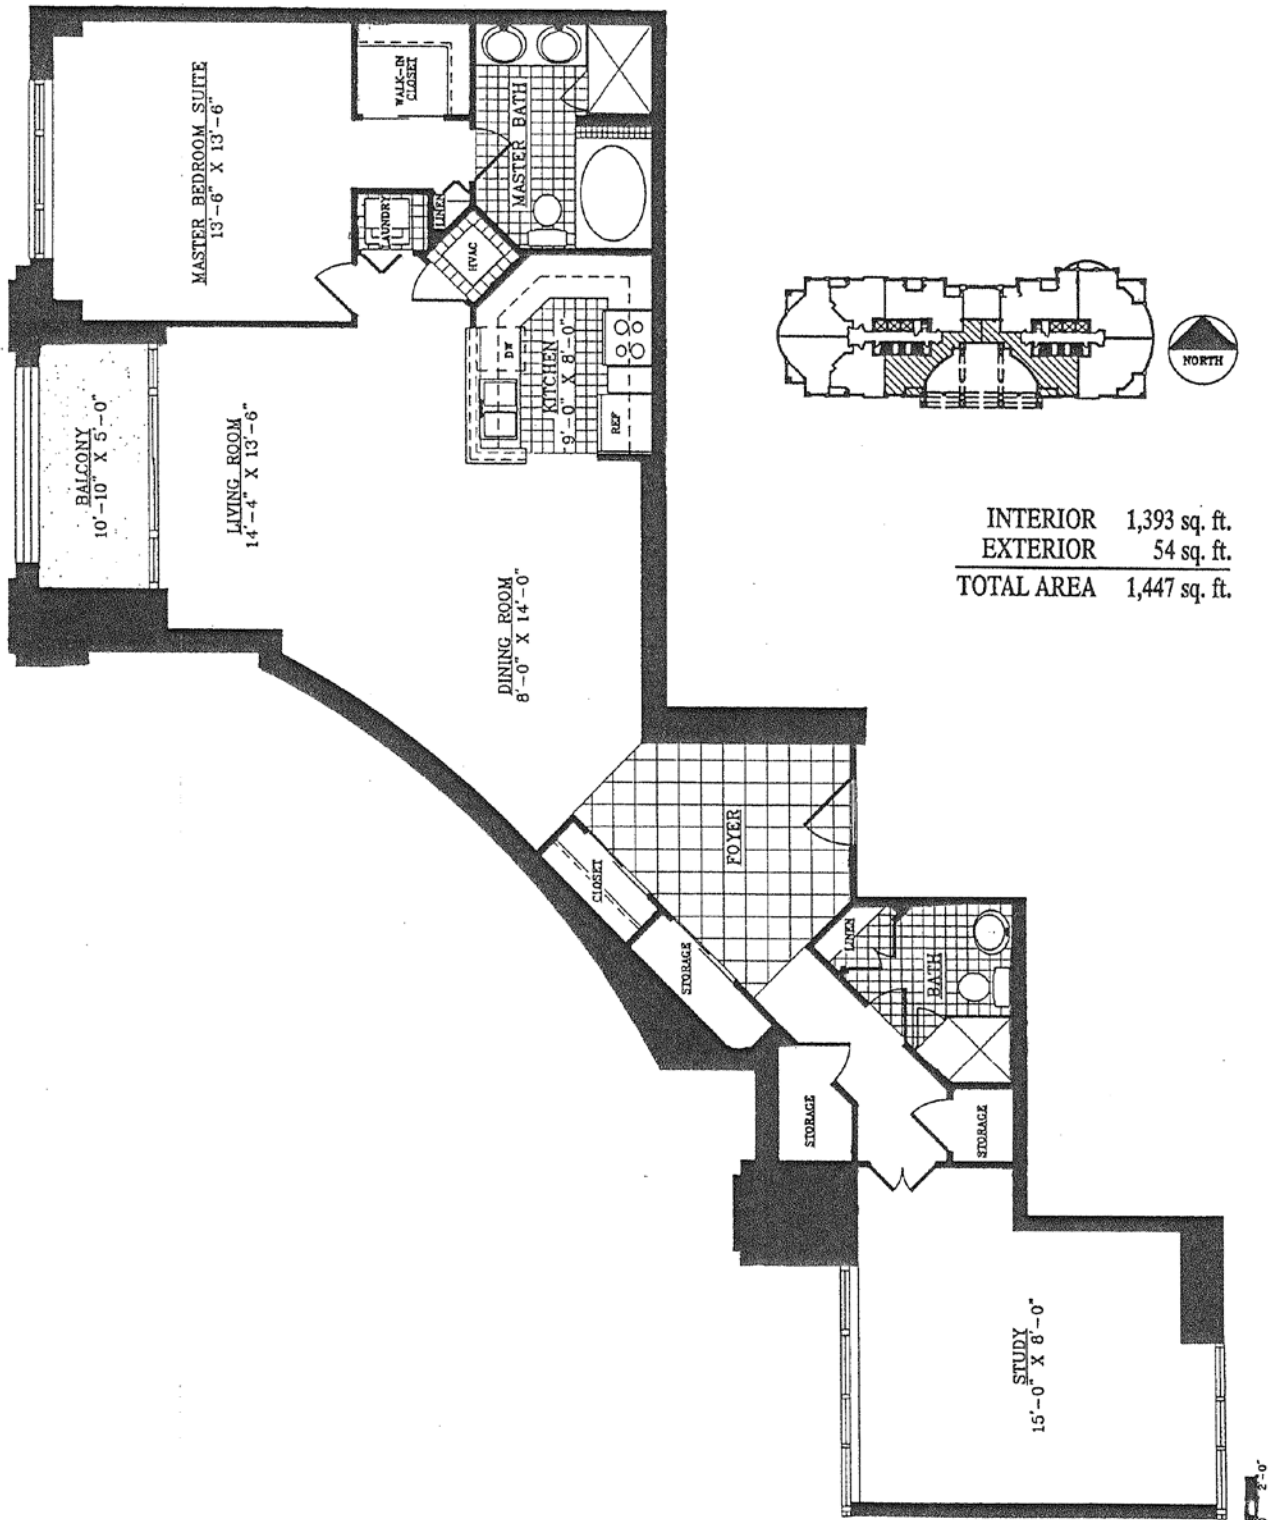 MASTER BEDROOM SUITE
13'-6" X 13'-6"
WALK-IN
CLOSET
MASTER BATH
LAUNDRY
LINEN
HVAC
DW
KITCHEN
9'-0" X 8'-0"
REF
BALCONY
10'-10" X 5'-0"
LIVING ROOM
14'-4" X 13'-6"
DINING ROOM
8'-0" X 14'-0"
NORTH
INTERIOR 1,393 sq. ft.
EXTERIOR 54 sq. ft.
TOTAL AREA 1,447 sq. ft.
FOYER
CLOSET
STORAGE
LINEN
BATH
STORAGE
STORAGE
STUDY
15'-0" X 8'-0"
2'-0"